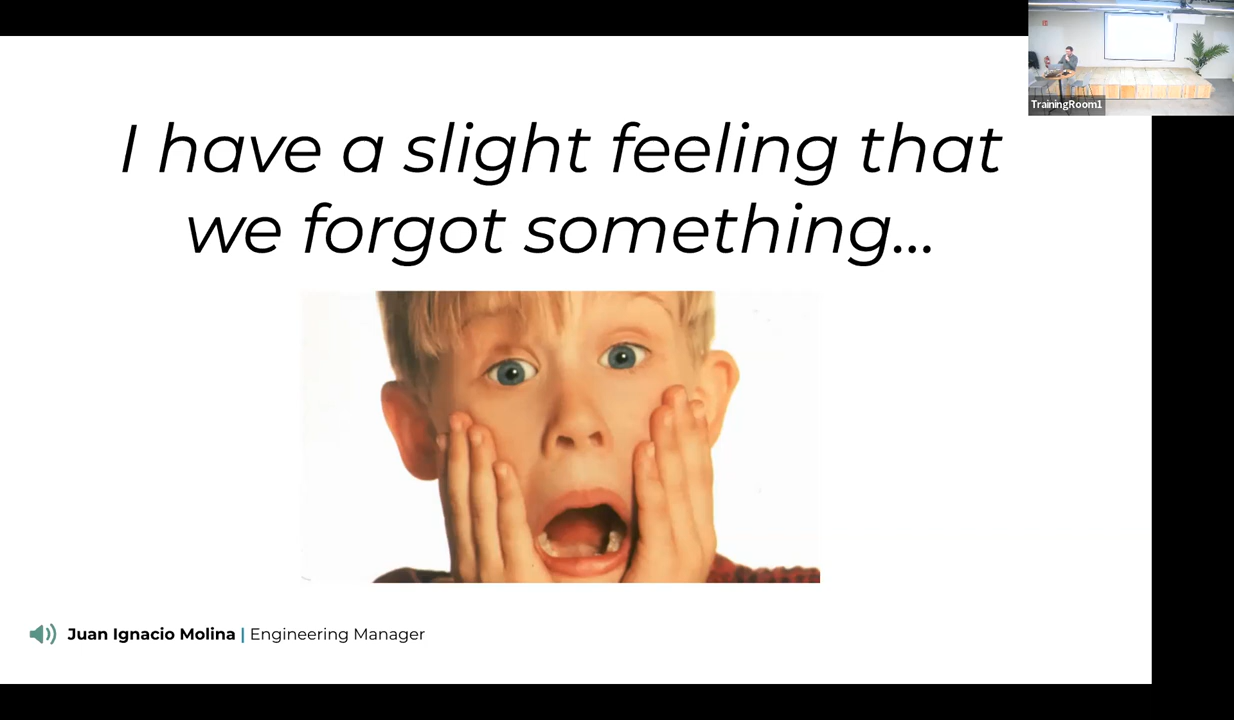 I have a slight feeling that
we forgot something...
Juan Ignacio Molina | Engineering Manager
TrainingRoom1